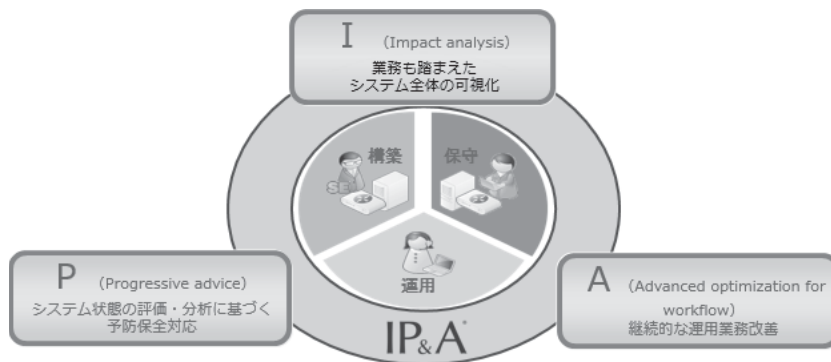 I (Impact analysis)
業務も踏まえた
システム全体の可視化
構築
保守
SE
運用
P (Progressive advice)
システム状態の評価・分析に基づく
予防保全対応
A (Advanced optimization for
workflow)
継続的な運用業務改善
IP&A®